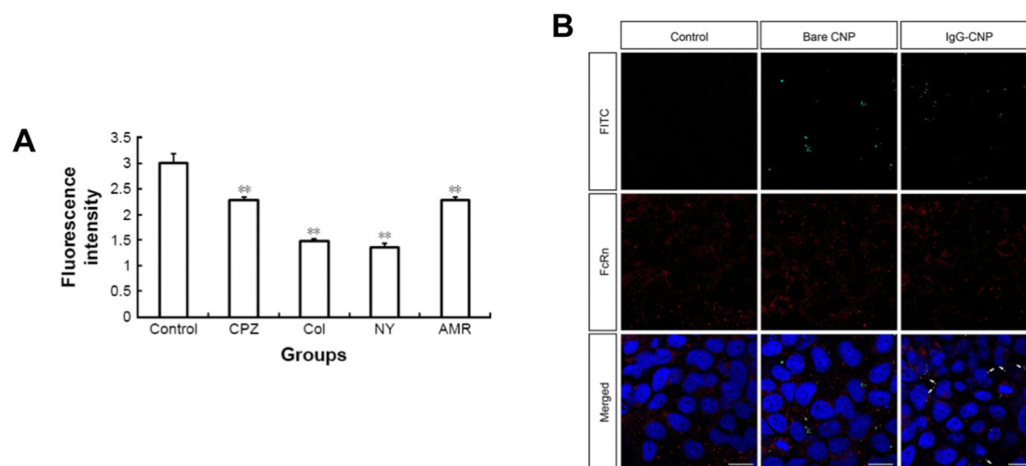 A
Fluorescence
intensity
3.5
3
2.5
2
1.5
1
0.5
0
**
**
**
**
Control CPZ Col NY AMR
Groups
B
Control Bare CNP IgG-CNP
FITC
FcRn
Merged